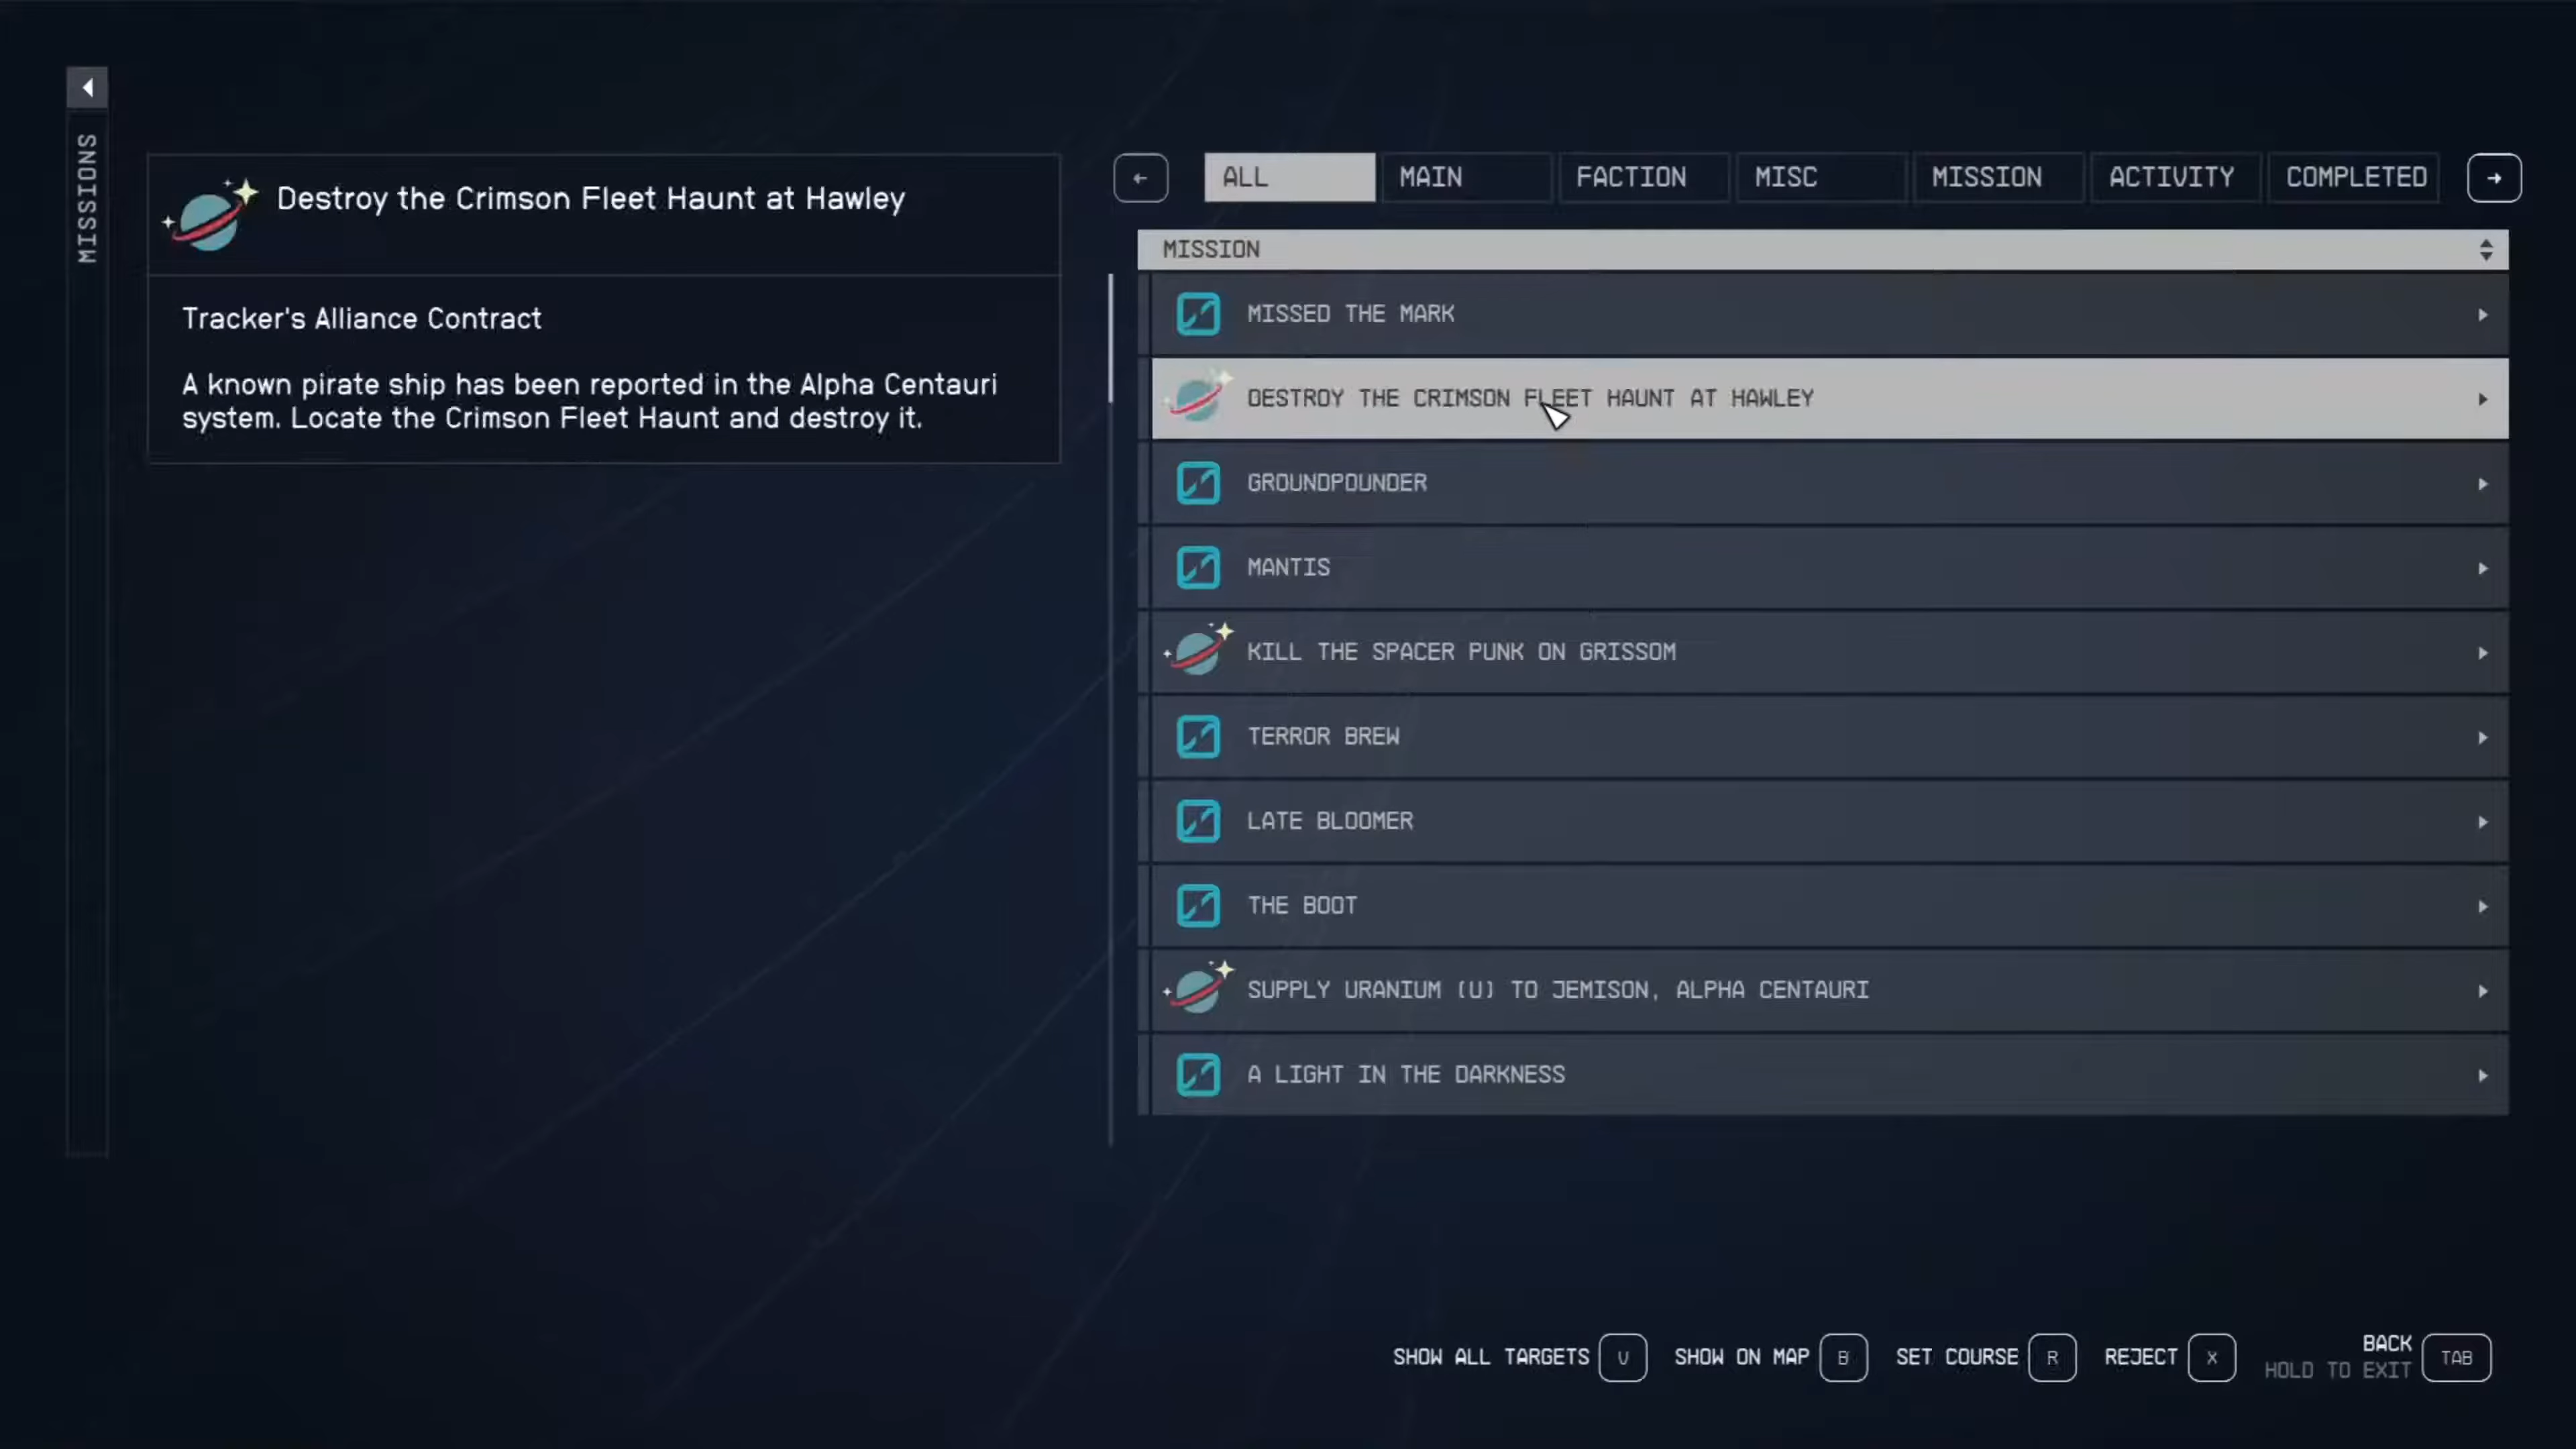 MISSIONS
Destroy the Crimson Fleet Haunt at Hawley
Tracker's Alliance Contract
A known pirate ship has been reported in the Alpha Centauri
system. Locate the Crimson Fleet Haunt and destroy it.
ALL MAIN FACTION MISC MISSION ACTIVITY COMPLETED
MISSION
MISSED THE MARK
DESTROY THE CRIMSON FLEET HAUNT AT HAWLEY
GROUNDPOUNDER
MANTIS
KILL THE SPACER PUNK ON GRISSOM
TERROR BREW
LATE BLOOMER
THE BOOT
SUPPLY URANIUM (U) TO JEMISON, ALPHA CENTAURI
A LIGHT IN THE DARKNESS
SHOW ALL TARGETS V SHOW ON MAP B SET COURSE R REJECT X BACK TAB
HOLD TO EXIT